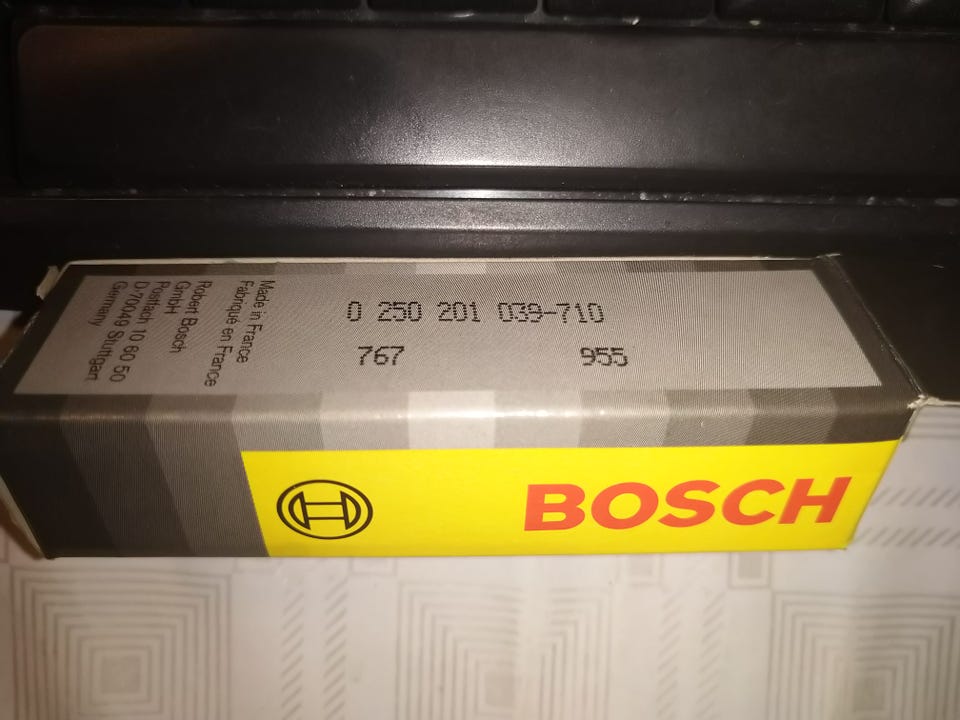 0 250 201 039-710
767 955
Made in France
Fabriqué en France
Robert Bosch
GmbH
Postfach 10 60 50
D-70049 Stuttgart
Germany
BOSCH